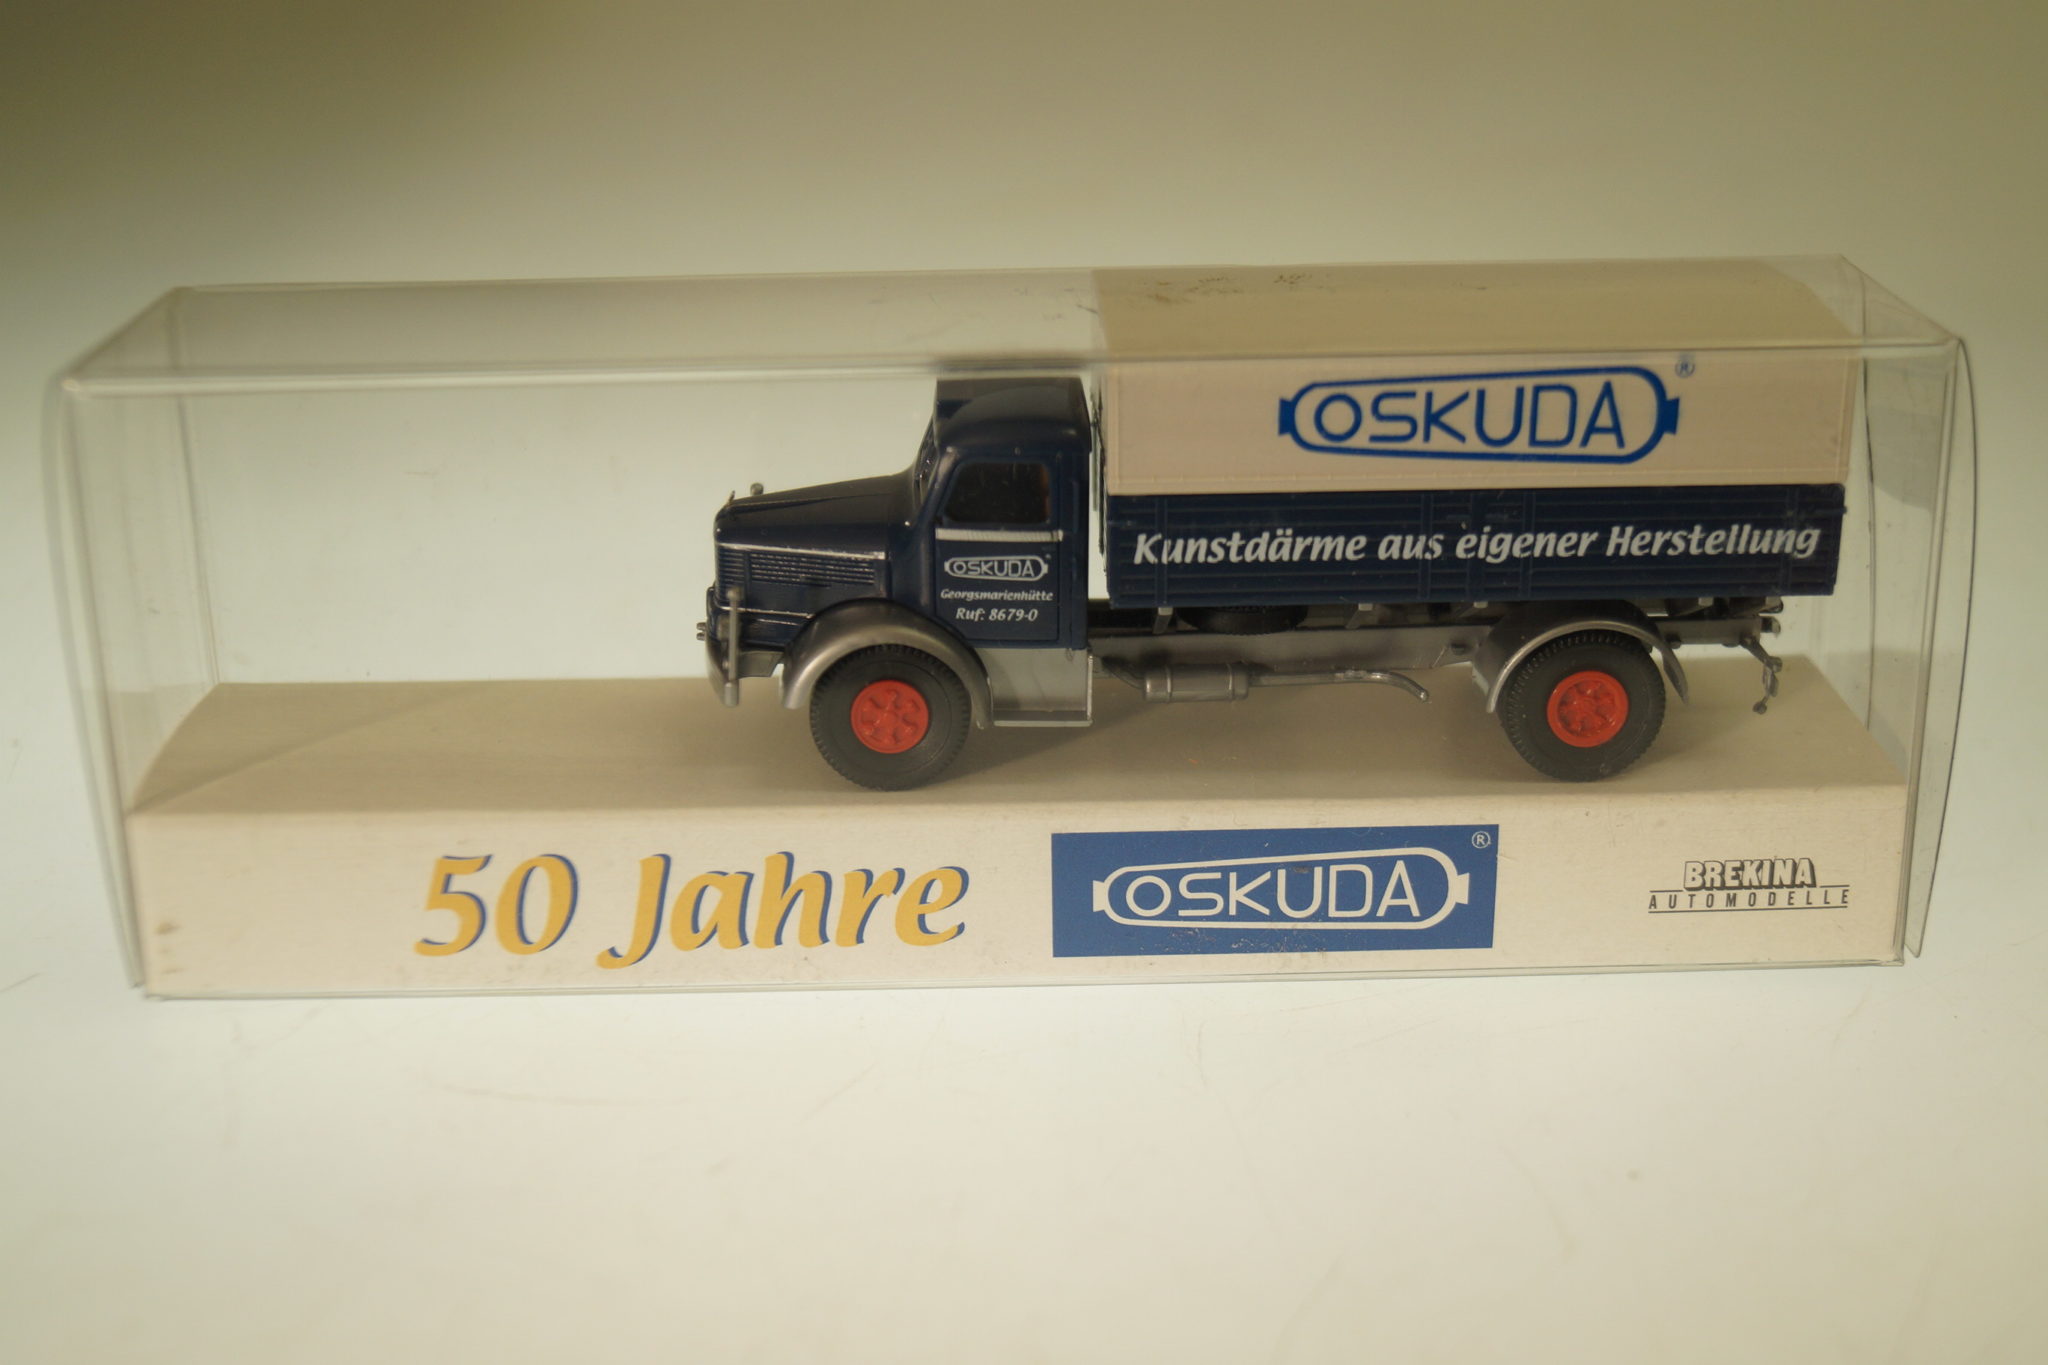 OSKUDA ®
Kunstdärme aus eigener Herstellung
OSKUDA
Georgsmarienhütte
Ruf: 8679-0
50 Jahre
OSKUDA ®
BREKINA
AUTOMODELLE